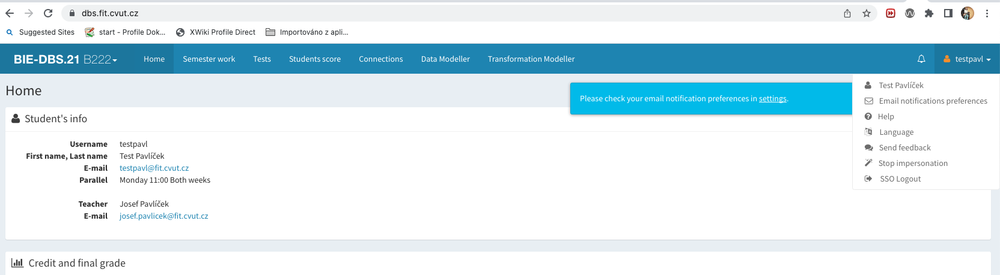 dbs.fit.cvut.cz
Suggested Sites start - Profile Dok... XWiki Profile Direct Importováno z apli...
BIE-DBS.21 B222 Home Semester work Tests Students score Connections Data Modeller Transformation Modeller testpavl
Home
Please check your email notification preferences in settings.
Test Pavlíček
Email notifications preferences
Help
Language
Send feedback
Stop impersonation
SSO Logout
Student's info
Username testpavl
First name, Last name Test Pavlíček
E-mail testpavl@fit.cvut.cz
Parallel Monday 11:00 Both weeks
Teacher Josef Pavlíček
E-mail josef.pavlicek@fit.cvut.cz
Credit and final grade